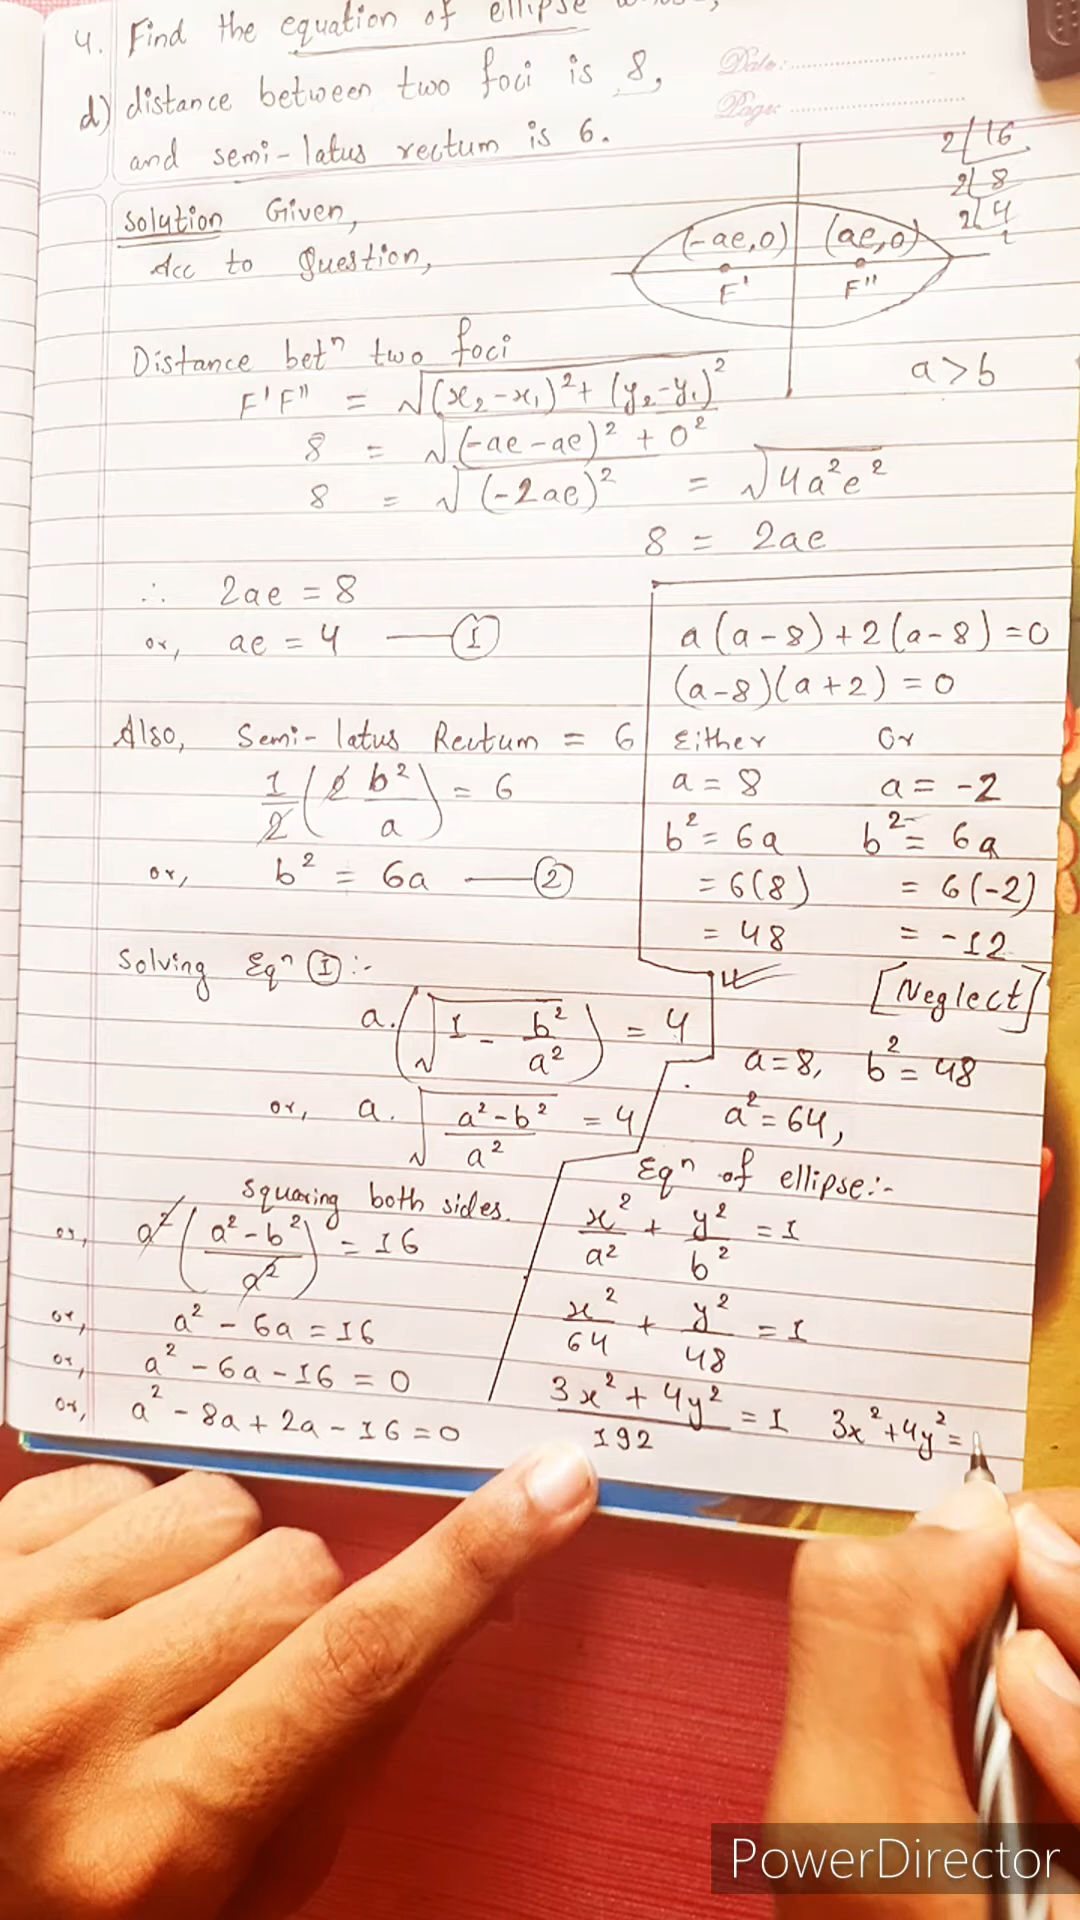 4. Find the equation of ellipse
d) distance between two foci is 8,
and semi-latus rectum is 6.
Date:
Page:
2 | 16
2 | 8
2 | 4
Solution Given,
Acc to Question,
(-ae,0) (ae,0)
F' F"
a > b
Distance betⁿ two foci
F'F" = √(x₂-x₁)² + (y₂-y₁)²
8 = √(-ae-ae)² + 0²
8 = √(-2ae)² = √4a²e²
8 = 2ae
∴ 2ae = 8
or, ae = 4 — ①
Also, Semi-latus Rectum = 6
1/2 (2 b²/a) = 6
or, b² = 6a — ②
Solving Eqⁿ ① :-
a.(√1 - b²/a²) = 4
or, a. √a²-b²/a² = 4
Squaring both sides.
or, a² (a²-b²/a²) = 16
or, a² - 6a = 16
or, a² - 6a - 16 = 0
or, a² - 8a + 2a - 16 = 0
a(a-8) + 2(a-8) = 0
(a-8)(a+2) = 0
Either Or
a = 8 a = -2
b² = 6a b² = 6a
= 6(8) = 6(-2)
= 48 = -12
[Neglect]
a=8, b² = 48
a² = 64,
Eqⁿ of ellipse:-
x²/a² + y²/b² = 1
x²/64 + y²/48 = 1
3x² + 4y²/192 = 1 3x² + 4y² =
PowerDirector